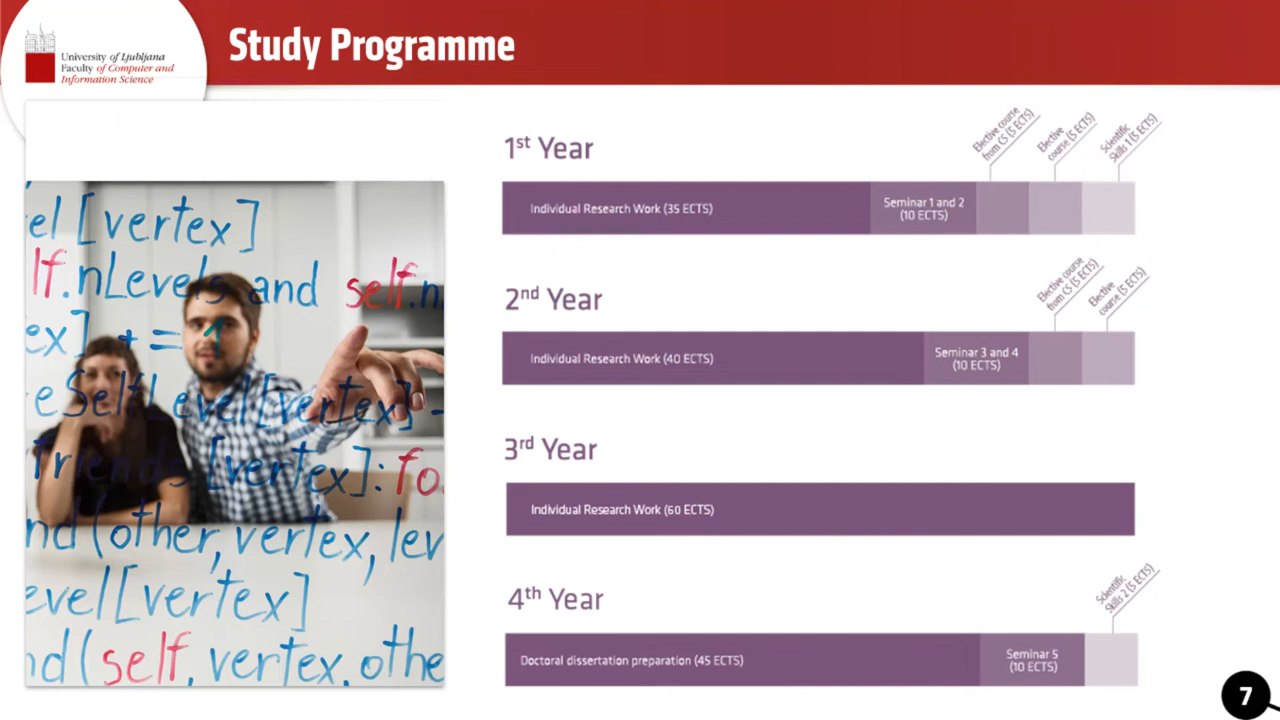 University of Ljubljana
Faculty of Computer and
Information Science
Study Programme
el [vertex]
lf.nLevels and self.n
ex] += 1
eSelfLevel[vertex] -
friends[vertex]: fo
nd(other, vertex, lev
evel[vertex]
nd(self, vertex, othe
1st Year
Elective course
from CS (5 ECTS)
Elective
course (5 ECTS)
Scientific
Skills 1 (5 ECTS)
Individual Research Work (35 ECTS)
Seminar 1 and 2
(10 ECTS)
2nd Year
Elective course
from CS (5 ECTS)
Elective
course (5 ECTS)
Individual Research Work (40 ECTS)
Seminar 3 and 4
(10 ECTS)
3rd Year
Individual Research Work (60 ECTS)
4th Year
Scientific
Skills 2 (5 ECTS)
Doctoral dissertation preparation (45 ECTS)
Seminar 5
(10 ECTS)
7